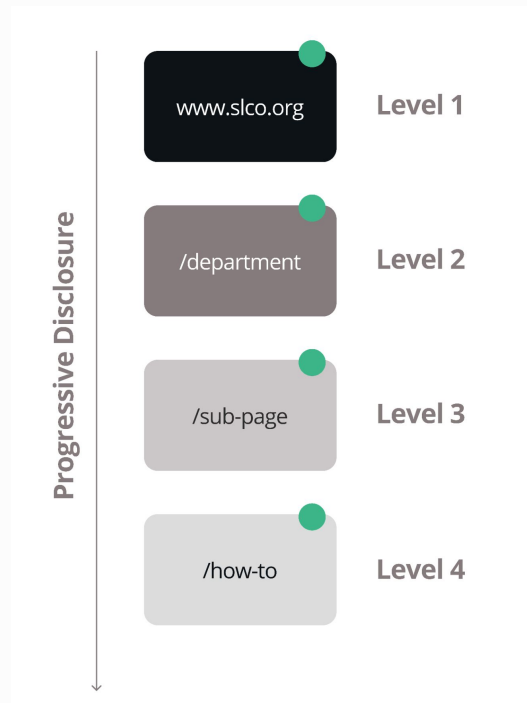 Progressive Disclosure
www.slco.org
Level 1
/department
Level 2
/sub-page
Level 3
/how-to
Level 4